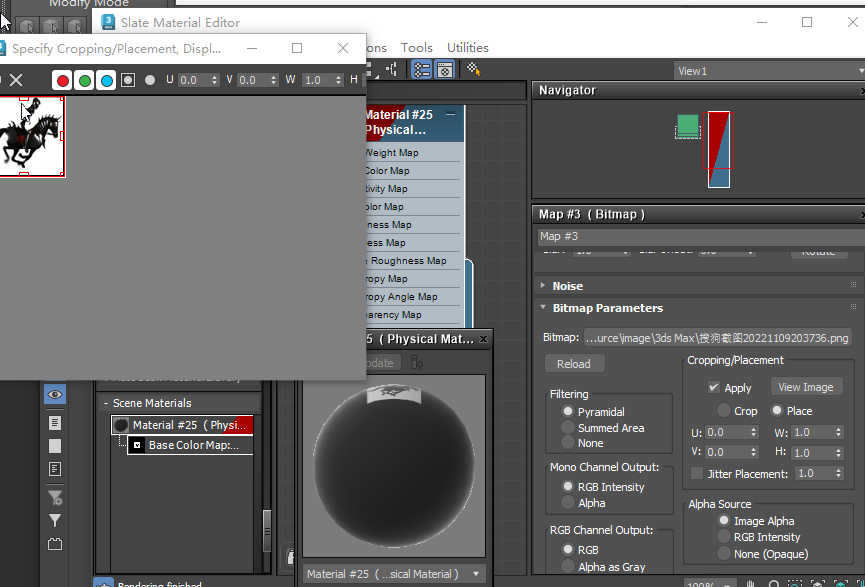 Modify Mode
Slate Material Editor
Specify Cropping/Placement, Displ...
ons Tools Utilities
U 0.0 V 0.0 W 1.0 H
View1
Navigator
Material #25
Physical...
Weight Map
Color Map
tivity Map
olor Map
ness Map
ess Map
e Roughness Map
ropy Map
ropy Angle Map
parency Map
Map #3 ( Bitmap )
Map #3
Rotate
Noise
Bitmap Parameters
Bitmap: ...urce\image\3ds Max\搜狗截图20221109203736.png
Reload
Cropping/Placement
Apply View Image
Crop Place
U: 0.0 W: 1.0
V: 0.0 H: 1.0
Jitter Placement: 1.0
Filtering
Pyramidal
Summed Area
None
Mono Channel Output:
RGB Intensity
Alpha
RGB Channel Output:
RGB
Alpha as Gray
Alpha Source
Image Alpha
RGB Intensity
None (Opaque)
5 ( Physical Mat...
pdate
- Scene Materials
Material #25 ( Physi...
Base Color Map:...
Material #25 ( ...sical Material )
Rendering finished
100%